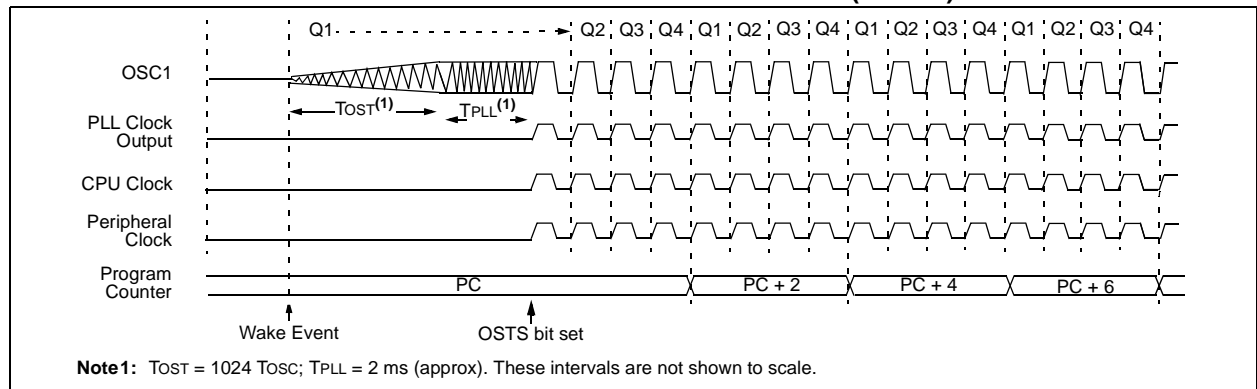 Q1 Q2 Q3 Q4 Q1 Q2 Q3 Q4 Q1 Q2 Q3 Q4 Q1 Q2 Q3 Q4
OSC1
TOST(1) TPLL(1)
PLL Clock
Output
CPU Clock
Peripheral
Clock
Program
Counter
PC PC + 2 PC + 4 PC + 6
Wake Event OSTS bit set
Note1: TOST = 1024 TOSC; TPLL = 2 ms (approx). These intervals are not shown to scale.